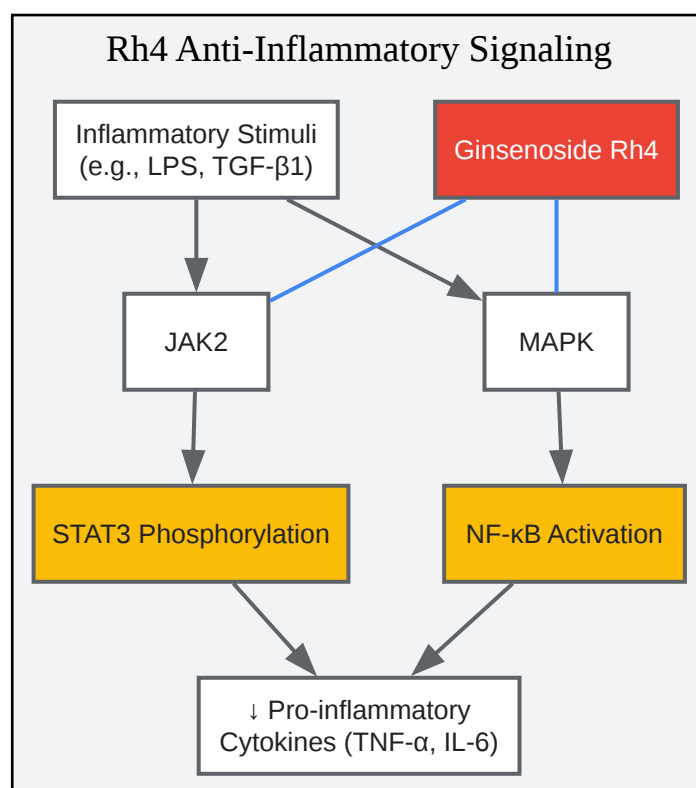 Rh4 Anti-Inflammatory Signaling
Inflammatory Stimuli
(e.g., LPS, TGF-β1)
Ginsenoside Rh4
JAK2
MAPK
STAT3 Phosphorylation
NF-κB Activation
↓ Pro-inflammatory
Cytokines (TNF-α, IL-6)